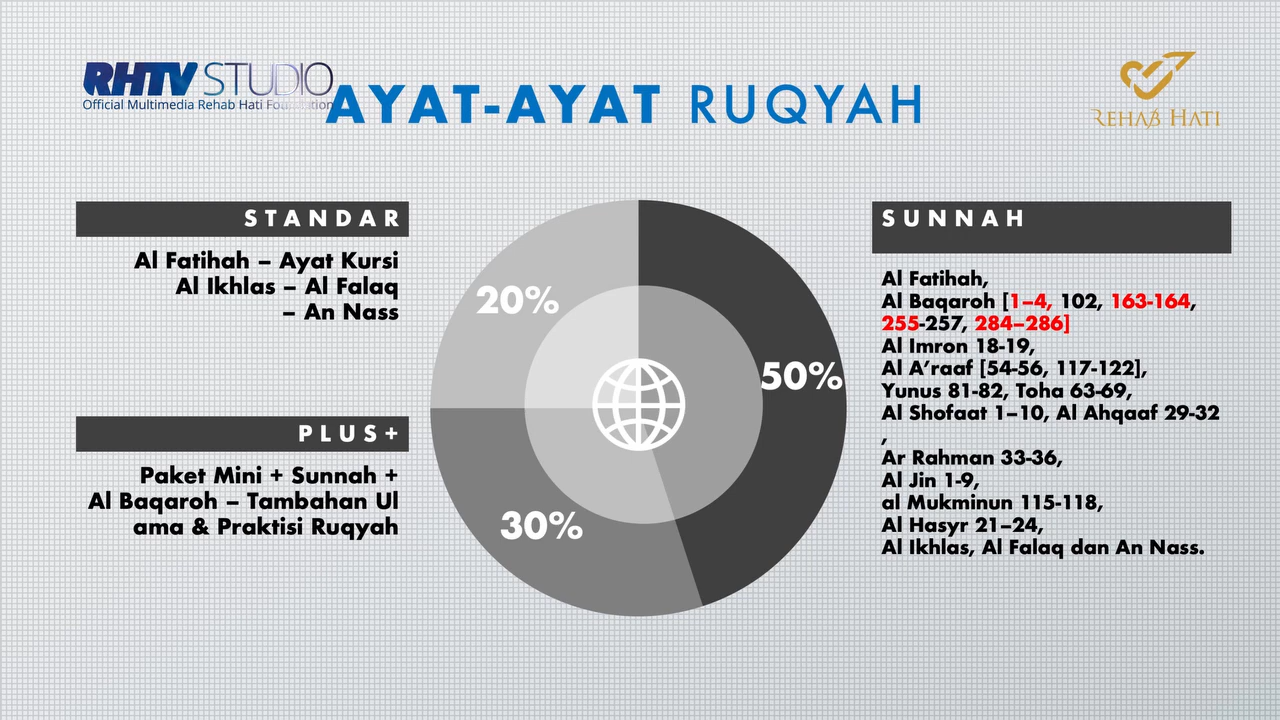 RHTV STUDIO
Official Multimedia Rehab Hati Foundation
AYAT-AYAT RUQYAH
REHAB HATI
STANDAR
Al Fatihah – Ayat Kursi
Al Ikhlas – Al Falaq
– An Nass
20%
50%
30%
PLUS+
Paket Mini + Sunnah +
Al Baqaroh – Tambahan Ul
ama & Praktisi Ruqyah
SUNNAH
Al Fatihah,
Al Baqaroh [1–4, 102, 163-164,
255-257, 284–286]
Al Imron 18-19,
Al A’raaf [54-56, 117-122],
Yunus 81-82, Toha 63-69,
Al Shofaat 1–10, Al Ahqaaf 29-32
,
Ar Rahman 33-36,
Al Jin 1-9,
al Mukminun 115-118,
Al Hasyr 21–24,
Al Ikhlas, Al Falaq dan An Nass.